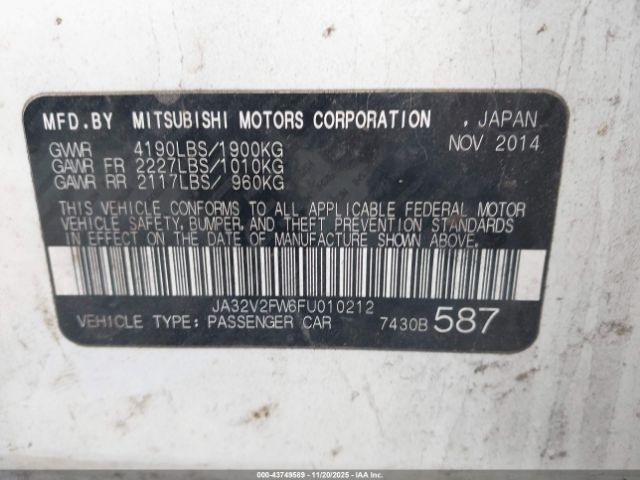 MFD.BY MITSUBISHI MOTORS CORPORATION , JAPAN
GVWR 4190LBS/1900KG NOV 2014
GAWR FR 2227LBS/1010KG
GAWR RR 2117LBS/ 960KG
THIS VEHICLE CONFORMS TO ALL APPLICABLE FEDERAL MOTOR
VEHICLE SAFETY, BUMPER, AND THEFT PREVENTION STANDARDS
IN EFFECT ON THE DATE OF MANUFACTURE SHOWN ABOVE.
JA32V2FW6FU010212
VEHICLE TYPE: PASSENGER CAR 7430B 587
000-43749589 | 11/20/2025 - IAAI.COM